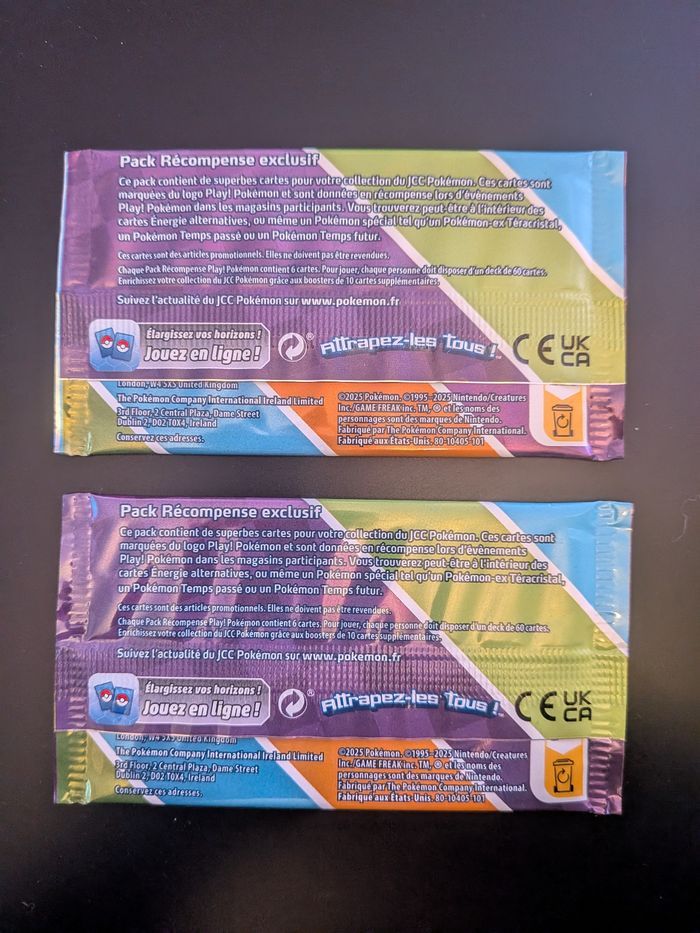 Pack Récompense exclusif
Ce pack contient de superbes cartes pour votre collection du JCC Pokémon. Ces cartes sont
marquées du logo Play! Pokémon et sont données en récompense lors d'évènements
Play! Pokémon dans les magasins participants. Vous trouverez peut-être à l'intérieur des
cartes Énergie alternatives, ou même un Pokémon spécial tel qu'un Pokémon-ex Téracristal,
un Pokémon Temps passé ou un Pokémon Temps futur.
Ces cartes sont des articles promotionnels. Elles ne doivent pas être revendues.
Chaque Pack Récompense Play! Pokémon contient 6 cartes. Pour jouer, chaque personne doit disposer d'un deck de 60 cartes.
Enrichissez votre collection du JCC Pokémon grâce aux boosters de 10 cartes supplémentaires.
Suivez l'actualité du JCC Pokémon sur www.pokemon.fr
Élargissez vos horizons !
Jouez en ligne !
®
Attrapez-les Tous !
CE
UK
CA
London, W4 5XS United Kingdom
The Pokémon Company International Ireland Limited
3rd Floor, 2 Central Plaza, Dame Street
Dublin 2, D02 T0X4, Ireland
Conservez ces adresses.
©2025 Pokémon. ©1995–2025 Nintendo/Creatures
Inc./GAME FREAK inc. TM, ® et les noms des
personnages sont des marques de Nintendo.
Fabriqué par The Pokémon Company International.
Fabriqué aux États-Unis. 80-10405-101
Pack Récompense exclusif
Ce pack contient de superbes cartes pour votre collection du JCC Pokémon. Ces cartes sont
marquées du logo Play! Pokémon et sont données en récompense lors d'évènements
Play! Pokémon dans les magasins participants. Vous trouverez peut-être à l'intérieur des
cartes Énergie alternatives, ou même un Pokémon spécial tel qu'un Pokémon-ex Téracristal,
un Pokémon Temps passé ou un Pokémon Temps futur.
Ces cartes sont des articles promotionnels. Elles ne doivent pas être revendues.
Chaque Pack Récompense Play! Pokémon contient 6 cartes. Pour jouer, chaque personne doit disposer d'un deck de 60 cartes.
Enrichissez votre collection du JCC Pokémon grâce aux boosters de 10 cartes supplémentaires.
Suivez l'actualité du JCC Pokémon sur www.pokemon.fr
Élargissez vos horizons !
Jouez en ligne !
®
Attrapez-les Tous !
CE
UK
CA
London, W4 5XS United Kingdom
The Pokémon Company International Ireland Limited
3rd Floor, 2 Central Plaza, Dame Street
Dublin 2, D02 T0X4, Ireland
Conservez ces adresses.
©2025 Pokémon. ©1995–2025 Nintendo/Creatures
Inc./GAME FREAK inc. TM, ® et les noms des
personnages sont des marques de Nintendo.
Fabriqué par The Pokémon Company International.
Fabriqué aux États-Unis. 80-10405-101